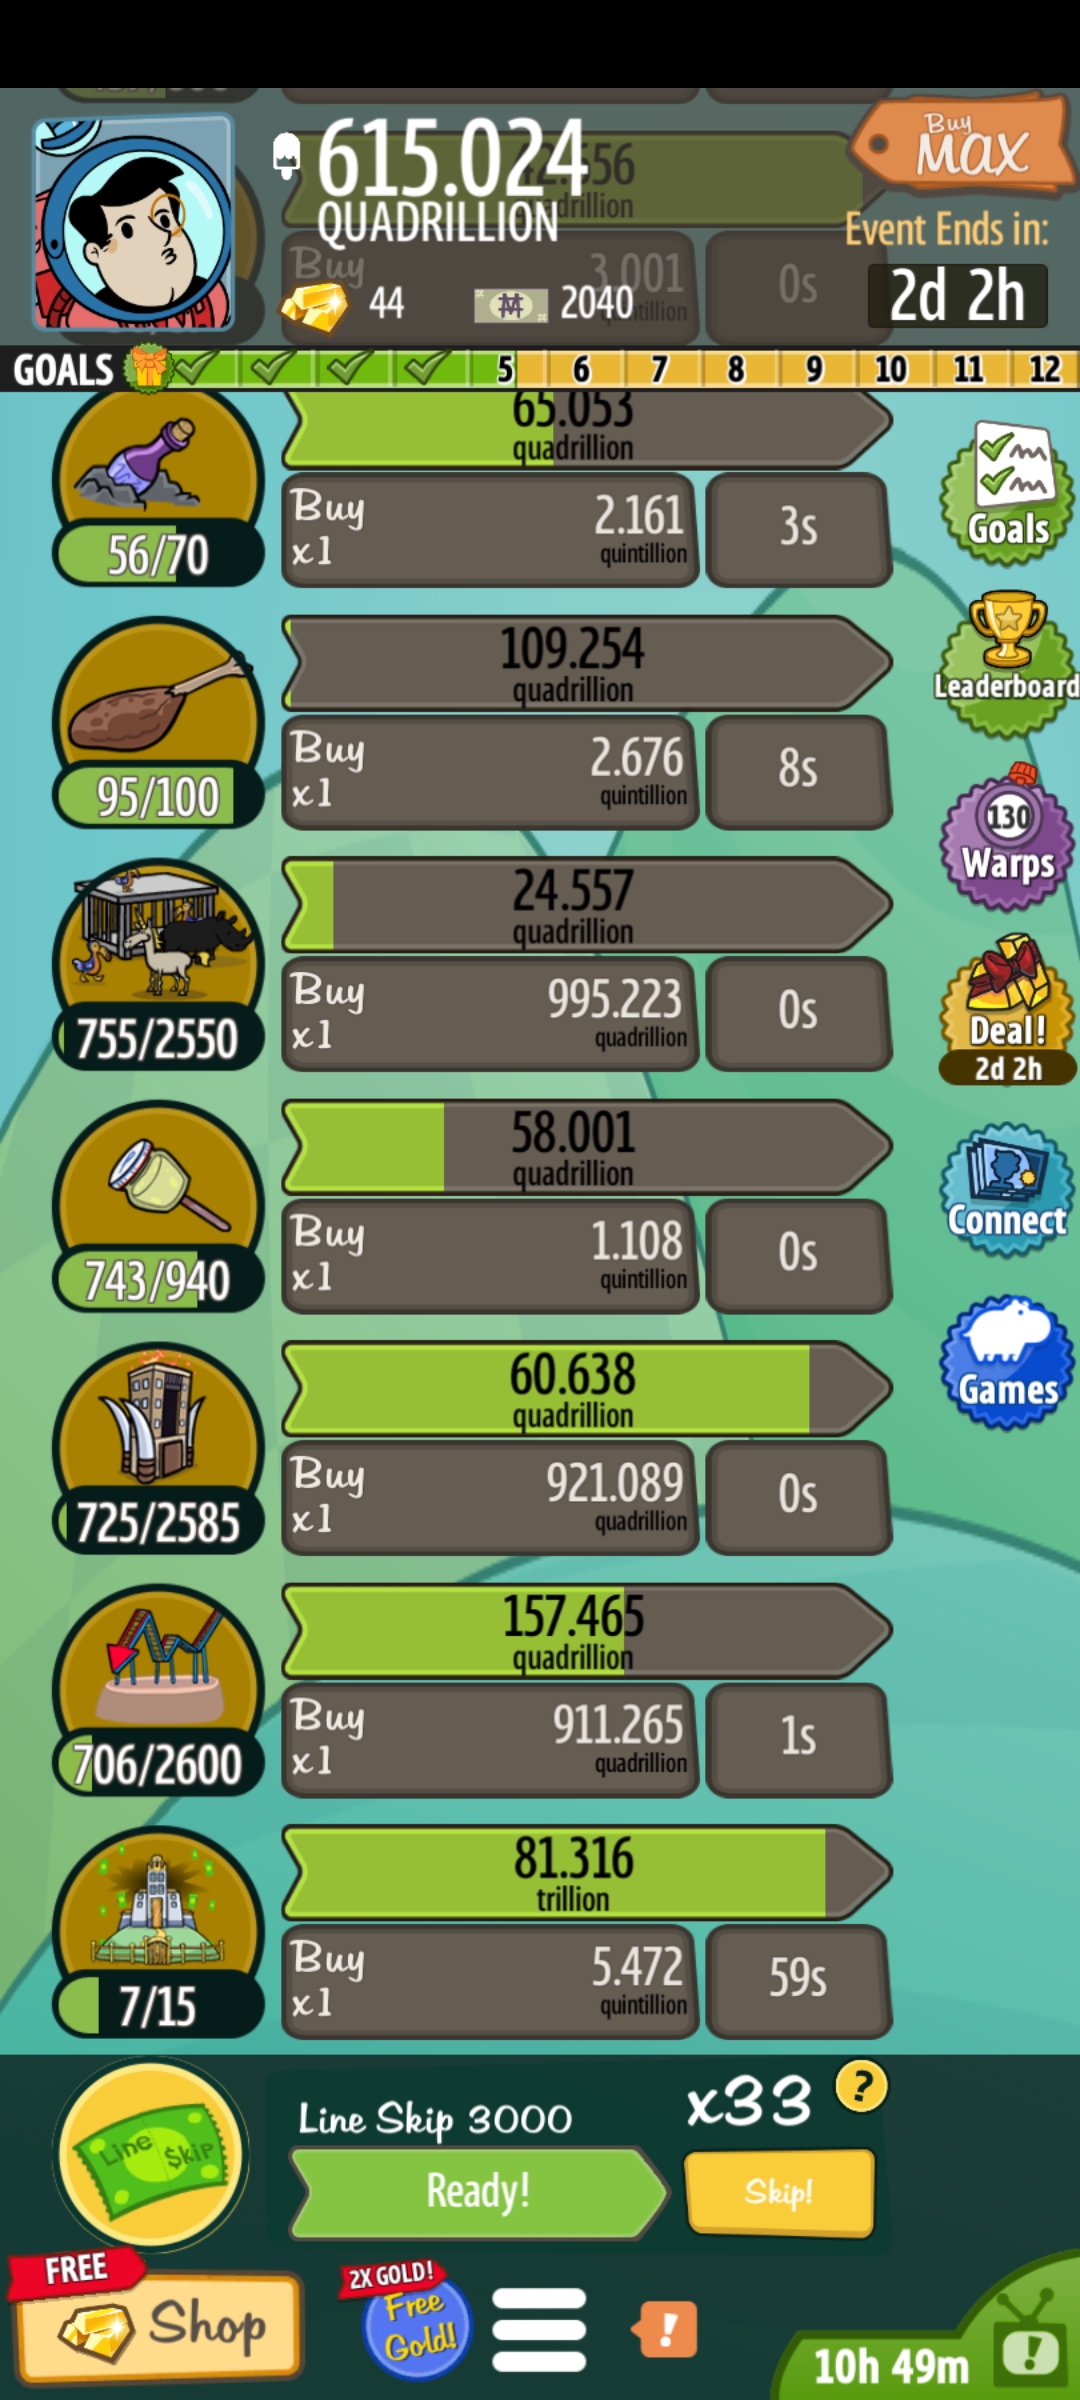 615.024
QUADRILLION
Buy
MAX
Event Ends in:
2d 2h
44
2040
Buy
3.001
0s
GOALS
5 6 7 8 9 10 11 12
65.053
quadrillion
56/70
Buy
x1
2.161
quintillion
3s
Goals
109.254
quadrillion
95/100
Buy
x1
2.676
quintillion
8s
Leaderboard
130
Warps
24.557
quadrillion
755/2550
Buy
x1
995.223
quadrillion
0s
Deal!
2d 2h
58.001
quadrillion
743/940
Buy
x1
1.108
quintillion
0s
Connect
60.638
quadrillion
725/2585
Buy
x1
921.089
quadrillion
0s
Games
157.465
quadrillion
706/2600
Buy
x1
911.265
quadrillion
1s
81.316
trillion
7/15
Buy
x1
5.472
quintillion
59s
Line $kip
Line Skip 3000
x33
?
Ready!
Skip!
FREE
Shop
2X GOLD!
Free
Gold!
!
10h 49m
!